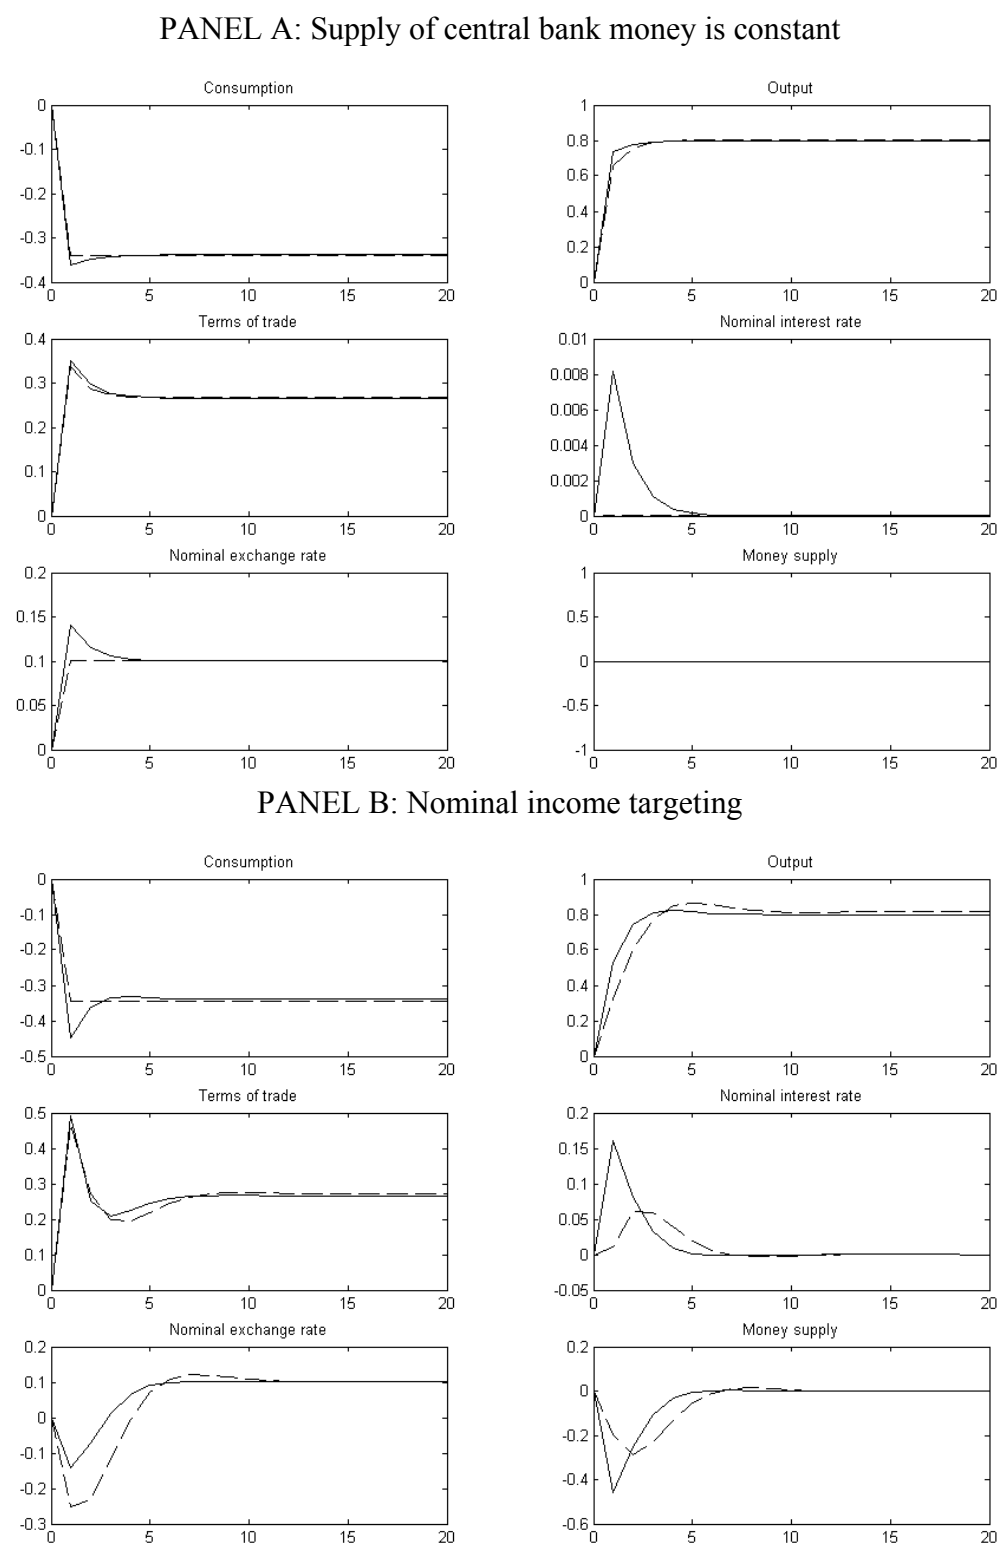 PANEL A: Supply of central bank money is constant
Consumption
0
-0.1
-0.2
-0.3
-0.4
0 5 10 15 20
Output
1
0.8
0.6
0.4
0.2
0
0 5 10 15 20
Terms of trade
0.4
0.3
0.2
0.1
0
0 5 10 15 20
Nominal interest rate
0.01
0.008
0.006
0.004
0.002
0
0 5 10 15 20
Nominal exchange rate
0.2
0.15
0.1
0.05
0
0 5 10 15 20
Money supply
1
0.5
0
-0.5
-1
0 5 10 15 20
PANEL B: Nominal income targeting
Consumption
0
-0.1
-0.2
-0.3
-0.4
-0.5
0 5 10 15 20
Output
1
0.8
0.6
0.4
0.2
0
0 5 10 15 20
Terms of trade
0.5
0.4
0.3
0.2
0.1
0
0 5 10 15 20
Nominal interest rate
0.2
0.15
0.1
0.05
0
-0.05
0 5 10 15 20
Nominal exchange rate
0.2
0.1
0
-0.1
-0.2
-0.3
0 5 10 15 20
Money supply
0.2
0
-0.2
-0.4
-0.6
0 5 10 15 20